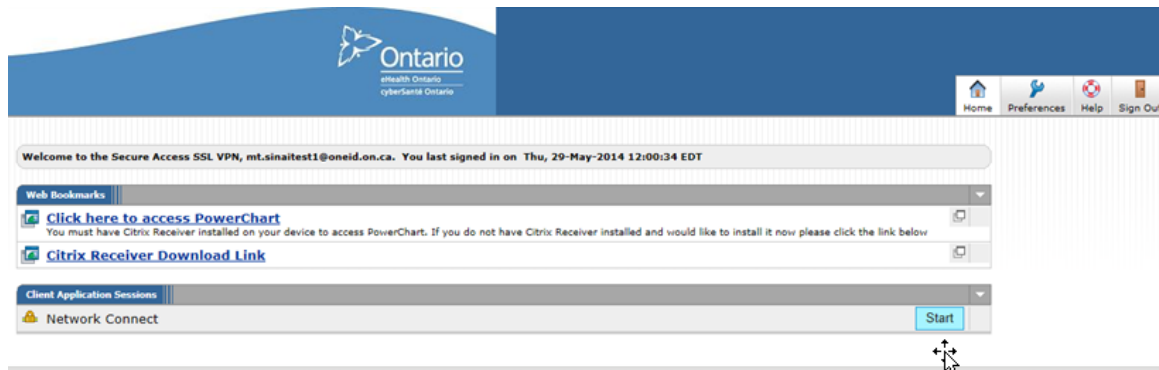 Ontario
eHealth Ontario
cyberSanté Ontario
Home Preferences Help Sign Out
Welcome to the Secure Access SSL VPN, mt.sinaitest1@oneid.on.ca. You last signed in on Thu, 29-May-2014 12:00:34 EDT
Web Bookmarks
Click here to access PowerChart
You must have Citrix Receiver installed on your device to access PowerChart. If you do not have Citrix Receiver installed and would like to install it now please click the link below
Citrix Receiver Download Link
Client Application Sessions
Network Connect Start